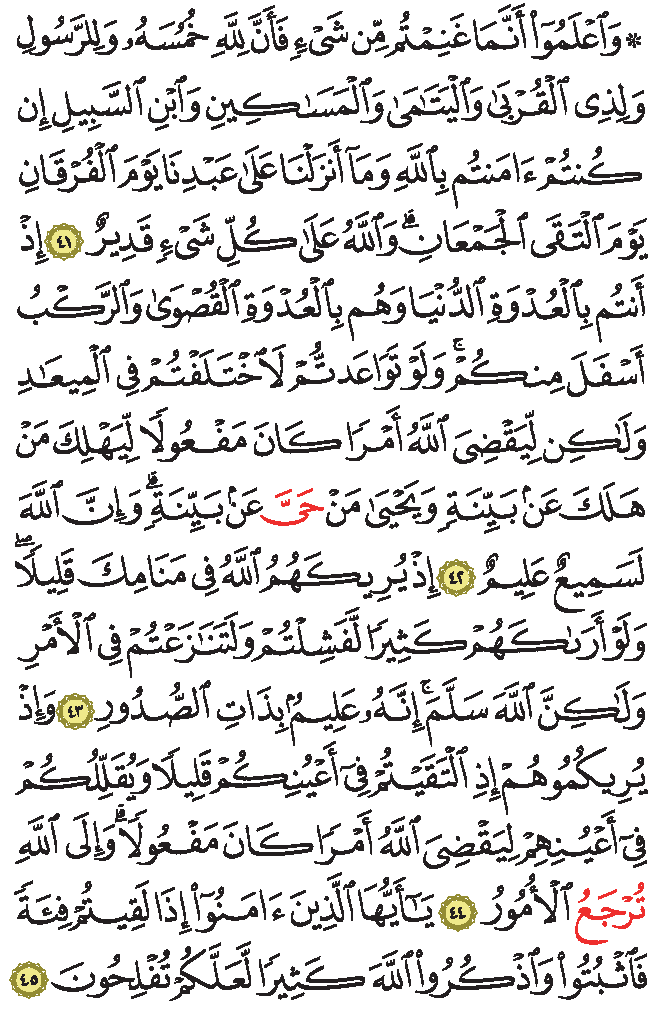 * وَٱعْلَمُوٓا۟ أَنَّمَا غَنِمْتُم مِّن شَىْءٍ فَأَنَّ لِلَّهِ خُمُسَهُۥ وَلِلرَّسُولِ
وَلِذِى ٱلْقُرْبَىٰ وَٱلْيَتَٰمَىٰ وَٱلْمَسَٰكِينِ وَٱبْنِ ٱلسَّبِيلِ إِن
كُنتُمْ ءَامَنتُم بِٱللَّهِ وَمَآ أَنزَلْنَا عَلَىٰ عَبْدِنَا يَوْمَ ٱلْفُرْقَانِ
يَوْمَ ٱلْتَقَى ٱلْجَمْعَانِ ۗ وَٱللَّهُ عَلَىٰ كُلِّ شَىْءٍ قَدِيرٌ ٤١ إِذْ
أَنتُم بِٱلْعُدْوَةِ ٱلدُّنْيَا وَهُم بِٱلْعُدْوَةِ ٱلْقُصْوَىٰ وَٱلرَّكْبُ
أَسْفَلَ مِنكُمْ ۚ وَلَوْ تَوَاعَدتُّمْ لَٱخْتَلَفْتُمْ فِى ٱلْمِيعَٰدِ
وَلَٰكِن لِّيَقْضِىَ ٱللَّهُ أَمْرًا كَانَ مَفْعُولًا لِّيَهْلِكَ مَنْ
هَلَكَ عَنۢ بَيِّنَةٍ وَيَحْيَىٰ مَنْ حَىَّ عَنۢ بَيِّنَةٍ ۗ وَإِنَّ ٱللَّهَ
لَسَمِيعٌ عَلِيمٌ ٤٢ إِذْ يُرِيكَهُمُ ٱللَّهُ فِى مَنَامِكَ قَلِيلًا ۖ
وَلَوْ أَرَىٰكَهُمْ كَثِيرًا لَّفَشِلْتُمْ وَلَتَنَٰزَعْتُمْ فِى ٱلْأَمْرِ
وَلَٰكِنَّ ٱللَّهَ سَلَّمَ ۚ إِنَّهُۥ عَلِيمٌۢ بِذَاتِ ٱلصُّدُورِ ٤٣ وَإِذْ
يُرِيكُمُوهُمْ إِذِ ٱلْتَقَيْتُمْ فِىٓ أَعْيُنِكُمْ قَلِيلًا وَيُقَلِّلُكُمْ
فِىٓ أَعْيُنِهِمْ لِيَقْضِىَ ٱللَّهُ أَمْرًا كَانَ مَفْعُولًا ۗ وَإِلَى ٱللَّهِ
تُرْجَعُ ٱلْأُمُورُ ٤٤ يَٰٓأَيُّهَا ٱلَّذِينَ ءَامَنُوٓا۟ إِذَا لَقِيتُمْ فِئَةً
فَٱثْبُتُوا۟ وَٱذْكُرُوا۟ ٱللَّهَ كَثِيرًا لَّعَلَّكُمْ تُفْلِحُونَ ٤٥